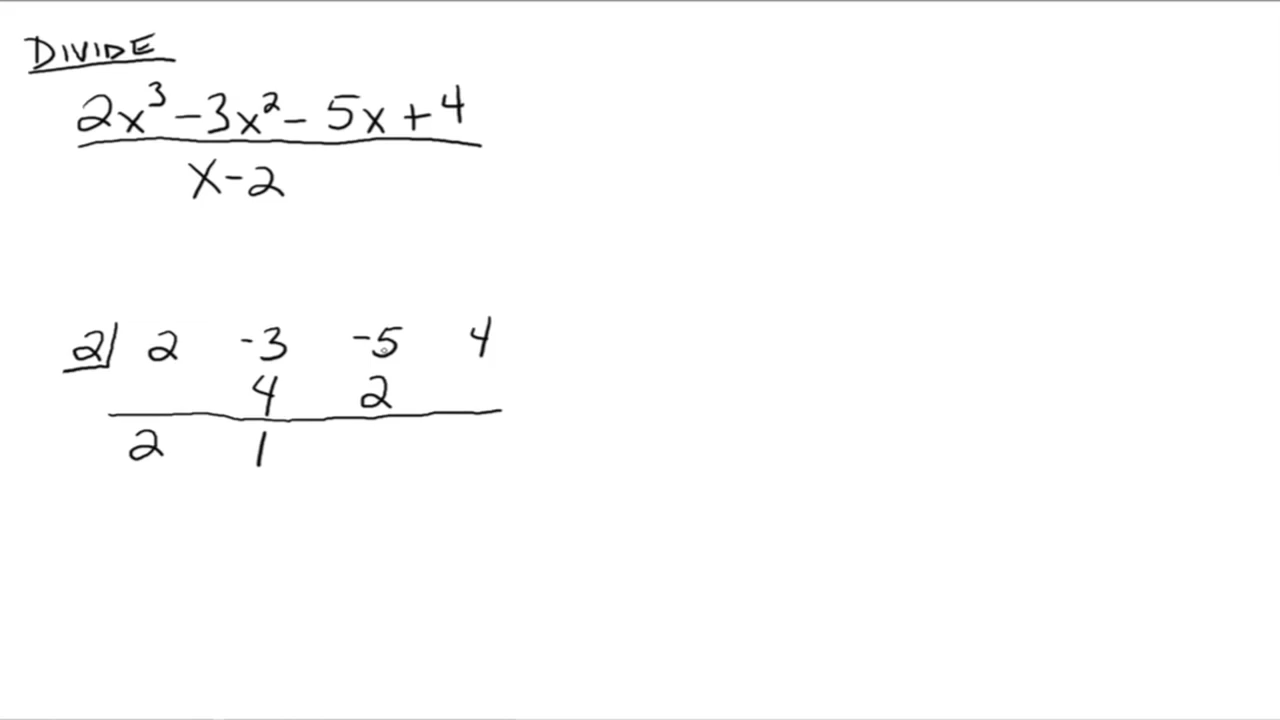 DIVIDE
2x³ - 3x² - 5x + 4
x - 2
2 2 -3 -5 4
4 2
2 1